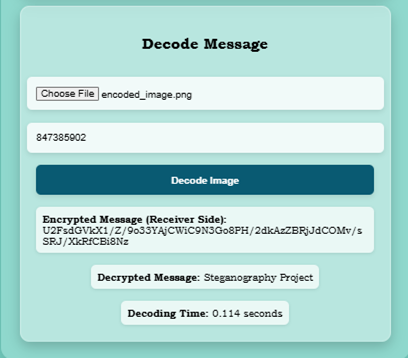 Decode Message
Choose File encoded_image.png
847385902
Decode Image
Encrypted Message (Receiver Side):
U2FsdGVkX1/Z/9o33YAjCWiC9N3Go8PH/2dkAzZBRjJdCOMv/s
SRJ/XkRfCBi8Nz
Decrypted Message: Steganography Project
Decoding Time: 0.114 seconds